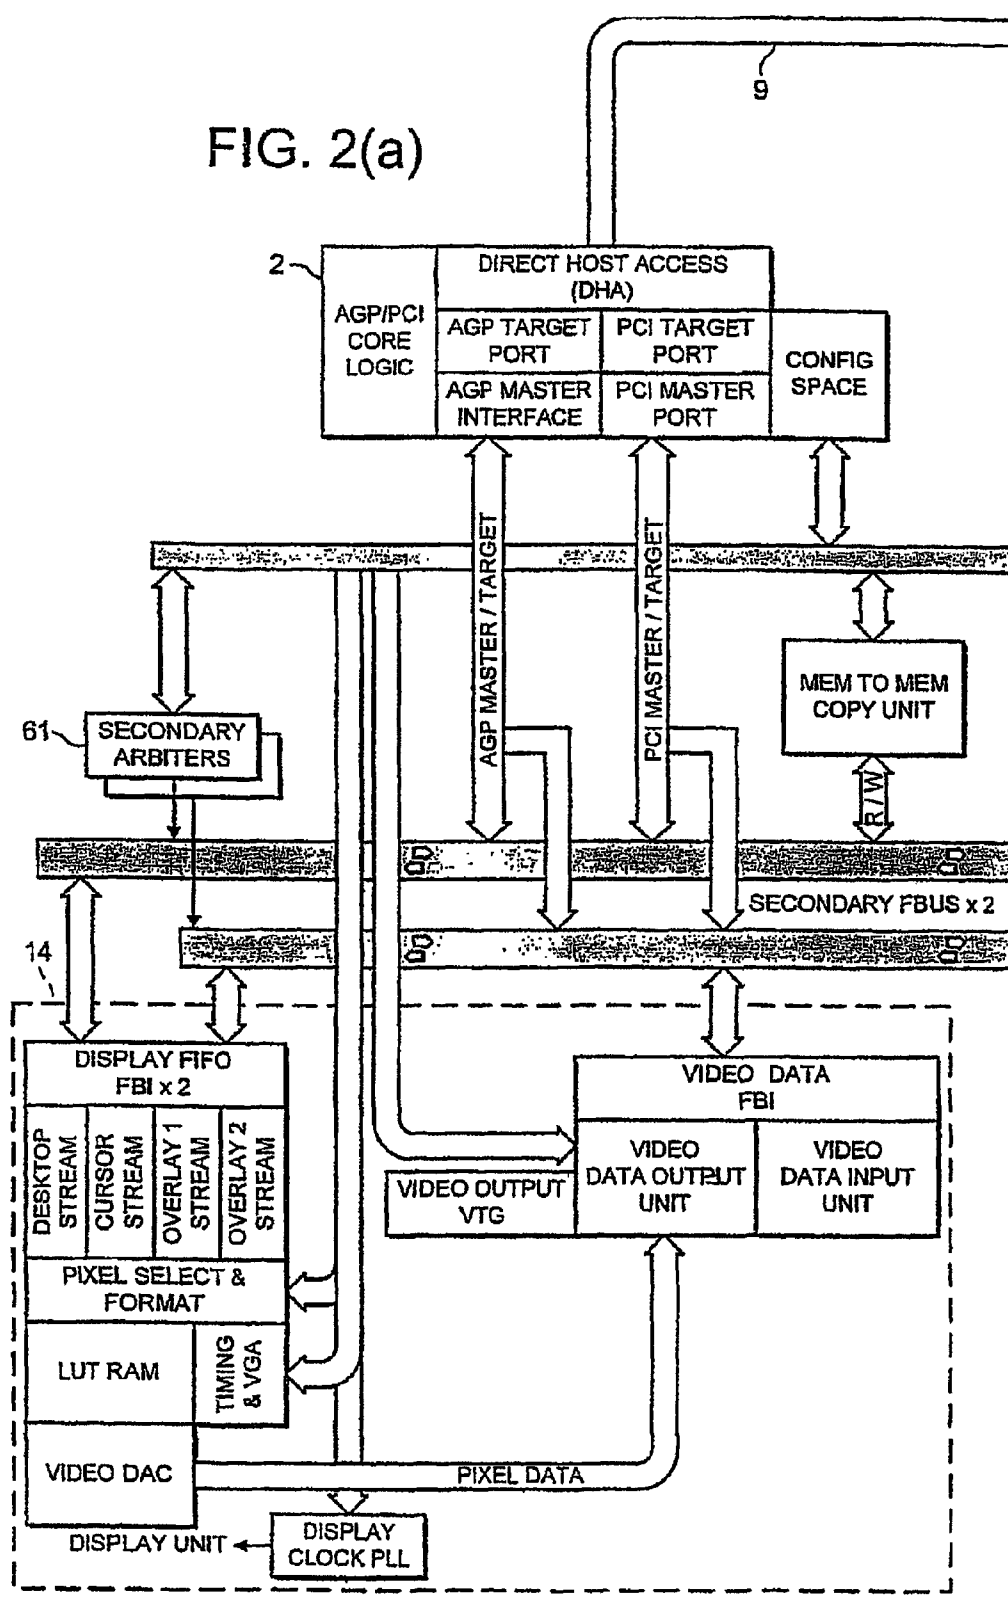 9
FIG. 2(a)
2
AGP/PCI
CORE
LOGIC
DIRECT HOST ACCESS
(DHA)
AGP TARGET
PORT
PCI TARGET
PORT
AGP MASTER
INTERFACE
PCI MASTER
PORT
CONFIG
SPACE
AGP MASTER / TARGET
PCI MASTER / TARGET
MEM TO MEM
COPY UNIT
R / W
61
SECONDARY
ARBITERS
SECONDARY FBUS x 2
14
DISPLAY FIFO
FBI x 2
DESKTOP
STREAM
CURSOR
STREAM
OVERLAY 1
STREAM
OVERLAY 2
STREAM
PIXEL SELECT &
FORMAT
LUT RAM
TIMING
& VGA
VIDEO DAC
VIDEO DATA
FBI
VIDEO OUTPUT
VTG
VIDEO
DATA OUTPUT
UNIT
VIDEO
DATA INPUT
UNIT
PIXEL DATA
DISPLAY UNIT
DISPLAY
CLOCK PLL